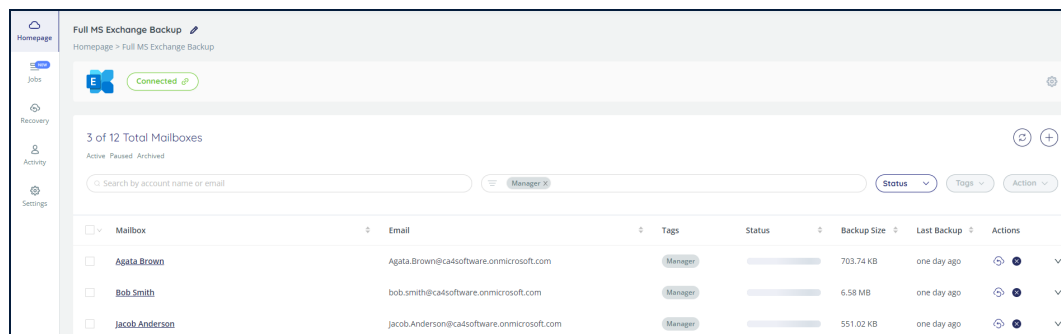 Homepage
NEW
Jobs
Recovery
Activity
Settings
Full MS Exchange Backup
Homepage > Full MS Exchange Backup
E
Connected
3 of 12 Total Mailboxes
Active Paused Archived
Search by account name or email
Manager X
Status
Tags
Action
Mailbox Email Tags Status Backup Size Last Backup Actions
Agata Brown Agata.Brown@ca4software.onmicrosoft.com Manager 703.74 KB one day ago
Bob Smith bob.smith@ca4software.onmicrosoft.com Manager 6.58 MB one day ago
Jacob Anderson Jacob.Anderson@ca4software.onmicrosoft.com Manager 551.02 KB one day ago